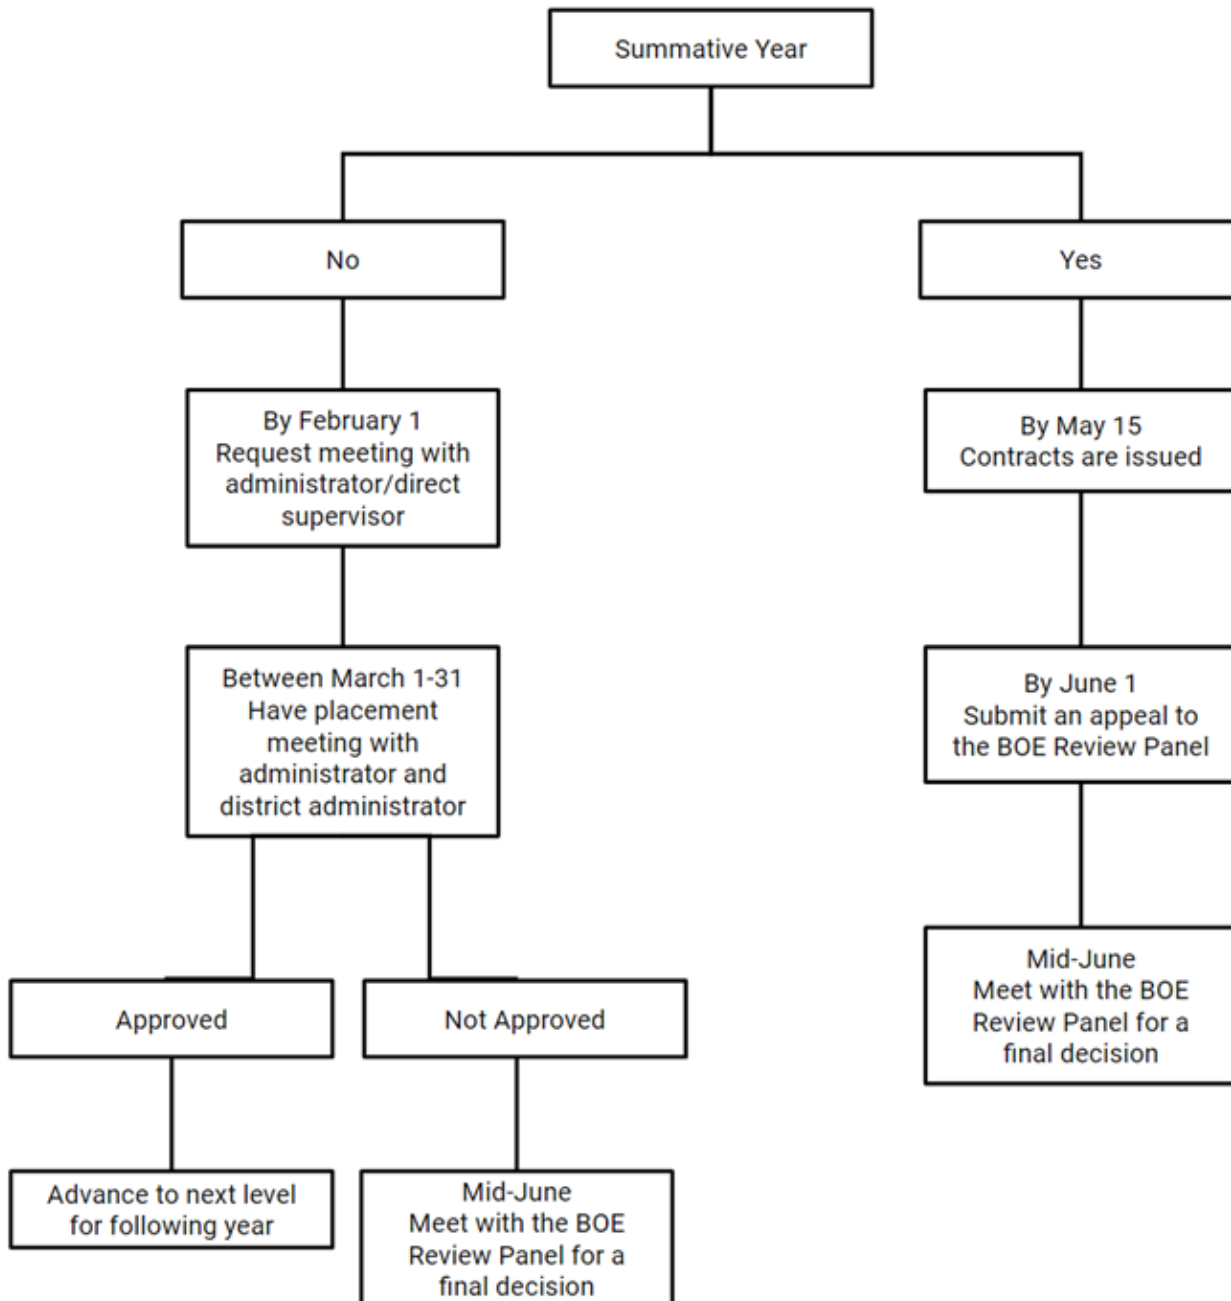 Summative Year
No
Yes
By February 1
Request meeting with
administrator/direct
supervisor
By May 15
Contracts are issued
Between March 1-31
Have placement
meeting with
administrator and
district administrator
By June 1
Submit an appeal to
the BOE Review Panel
Approved
Not Approved
Mid-June
Meet with the BOE
Review Panel for a
final decision
Advance to next level
for following year
Mid-June
Meet with the BOE
Review Panel for a
final decision